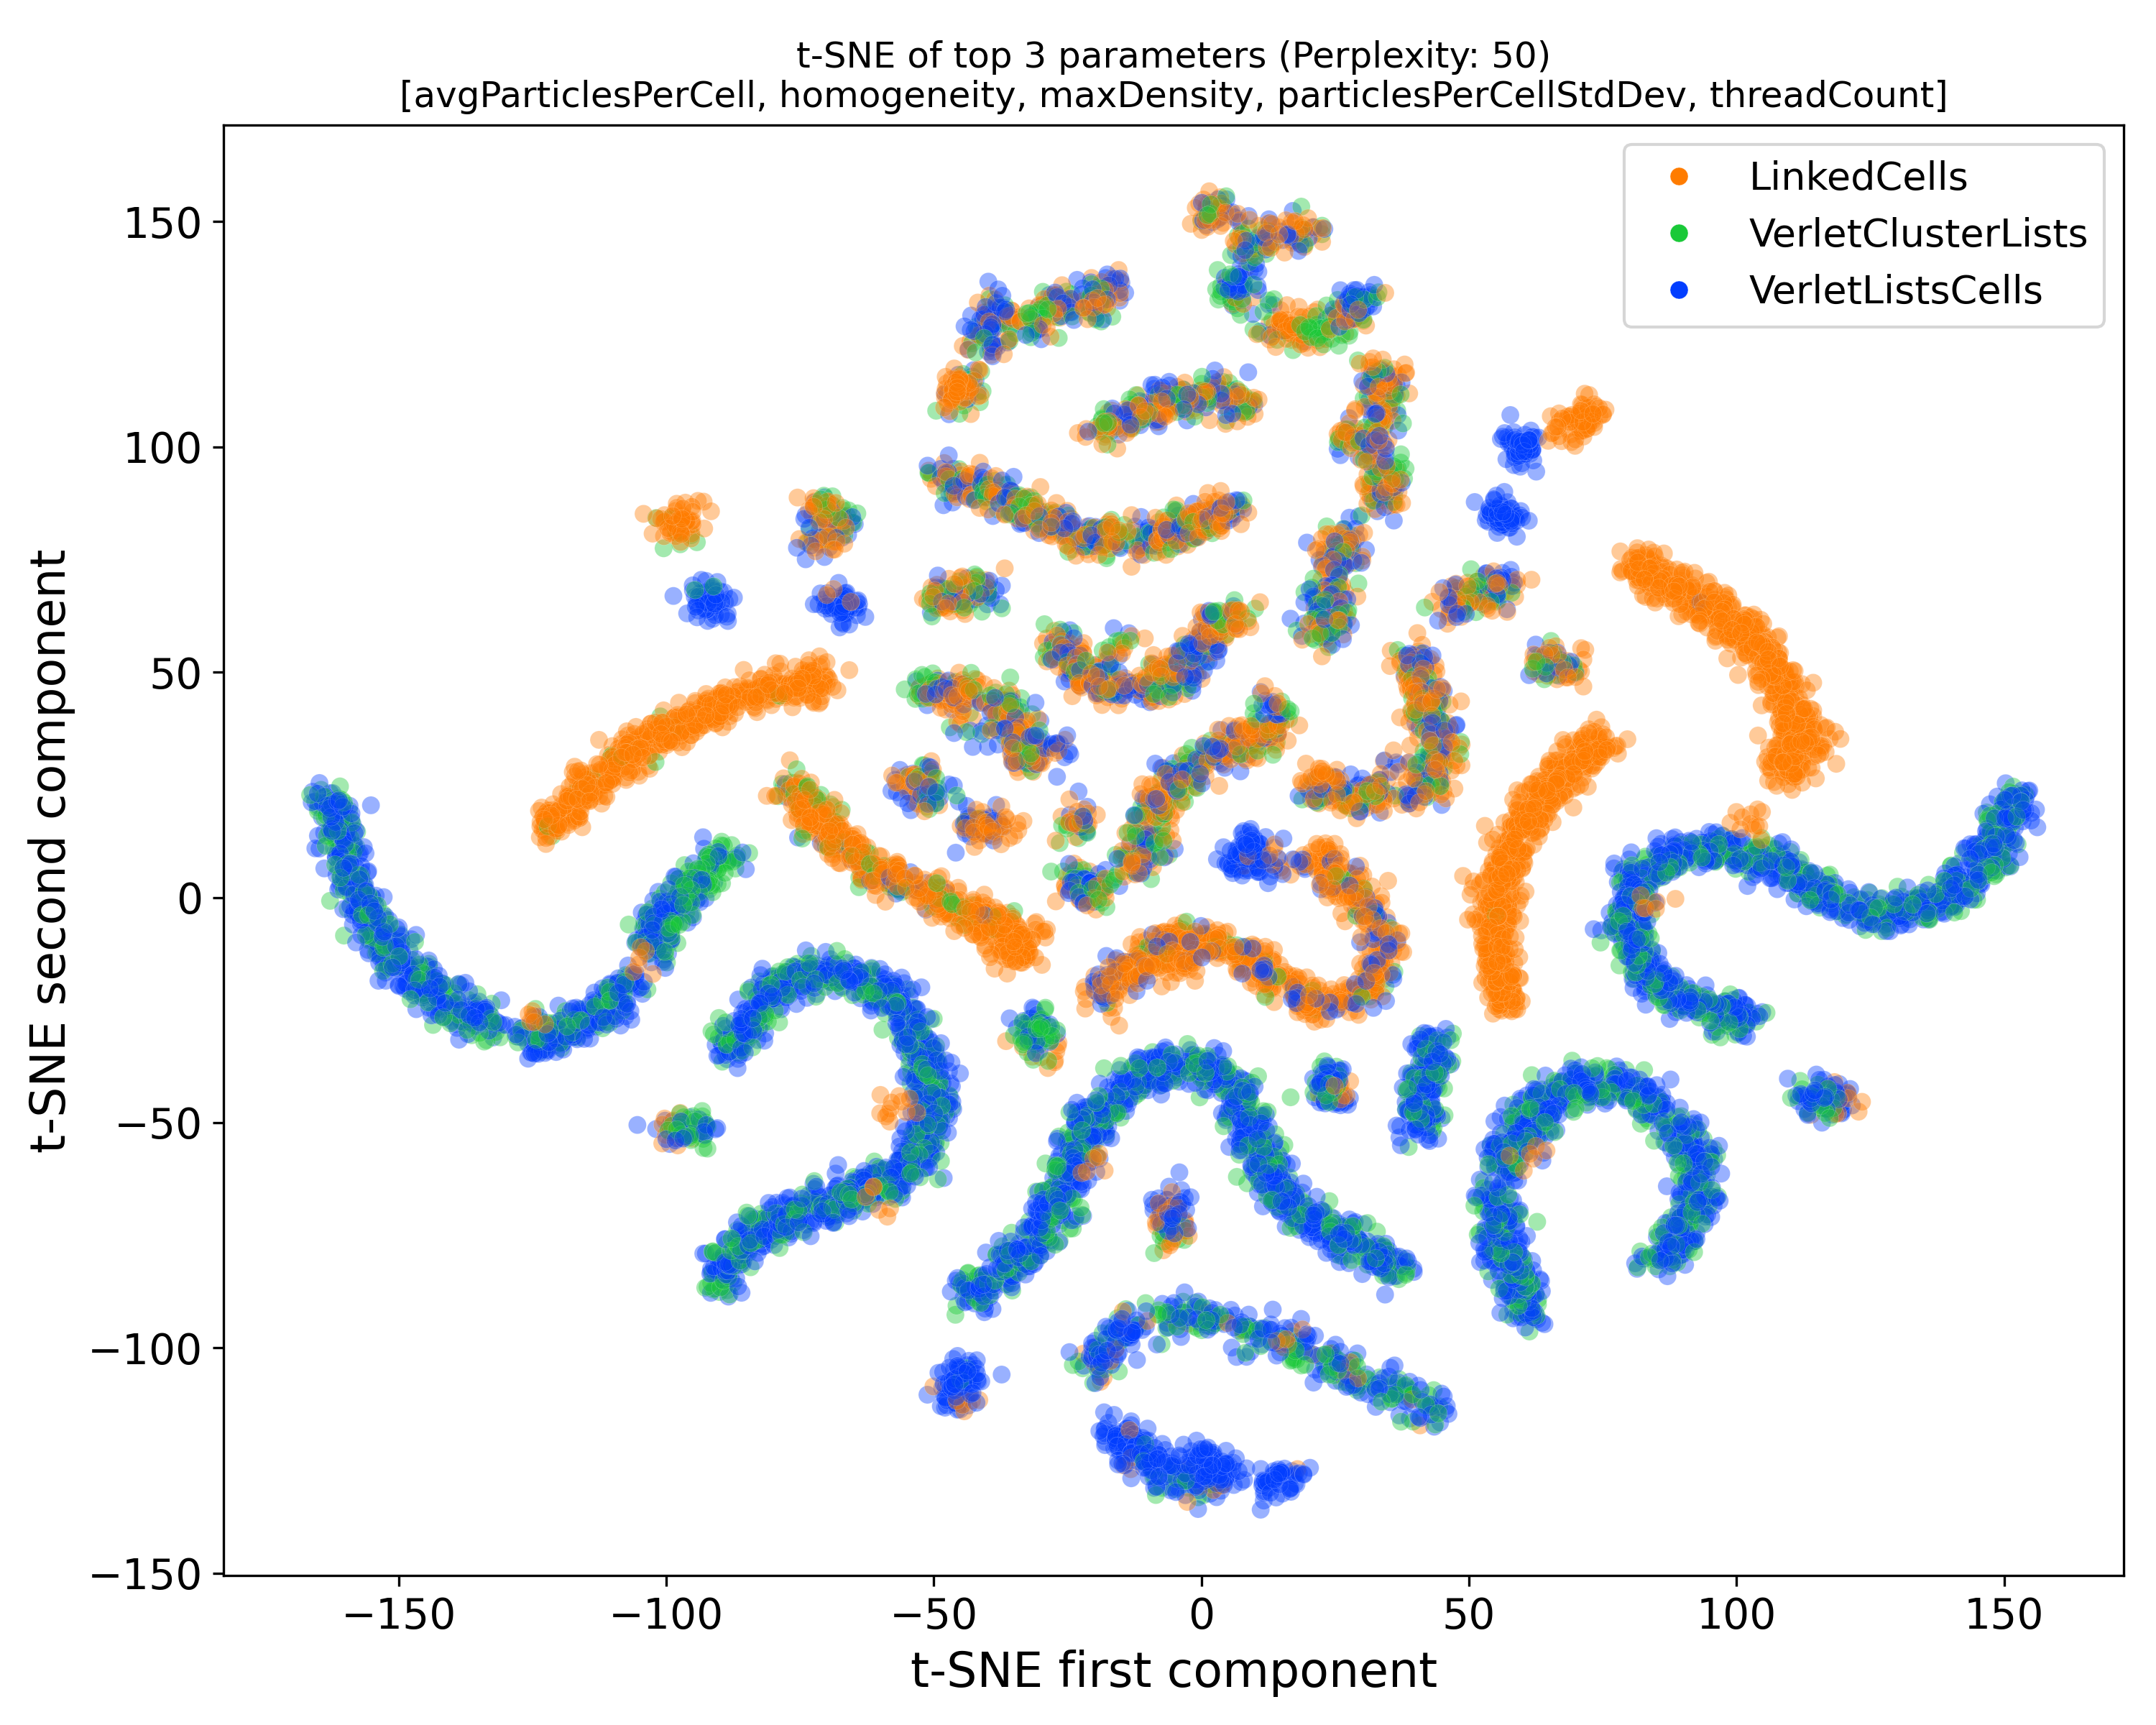 t-SNE of top 3 parameters (Perplexity: 50)
[avgParticlesPerCell, homogeneity, maxDensity, particlesPerCellStdDev, threadCount]
LinkedCells
VerletClusterLists
VerletListsCells
t-SNE second component
150
100
50
0
−50
−100
−150
−150
−100
−50
0
50
100
150
t-SNE first component